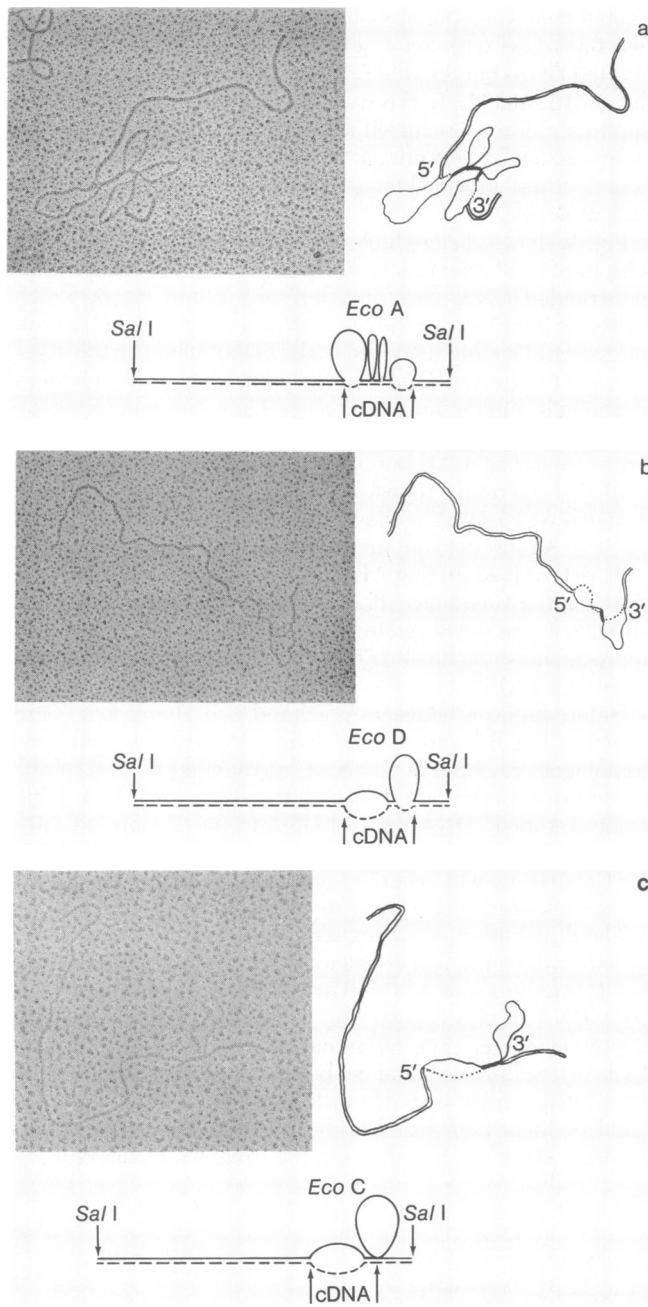 a
5′
3′
Eco A
Sal I
Sal I
cDNA
b
5′
3′
Eco D
Sal I
Sal I
cDNA
c
3′
5′
Eco C
Sal I
Sal I
cDNA